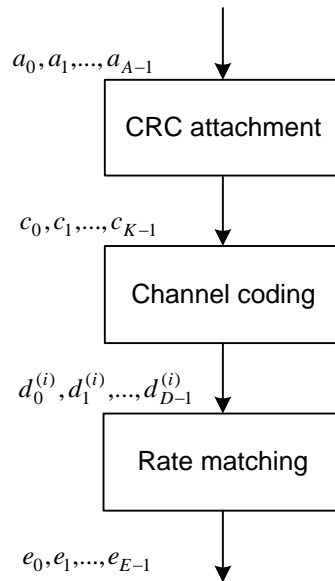 a_0, a_1,..., a_{A-1}
CRC attachment
c_0, c_1,..., c_{K-1}
Channel coding
d_0^{(i)}, d_1^{(i)},..., d_{D-1}^{(i)}
Rate matching
e_0, e_1,..., e_{E-1}